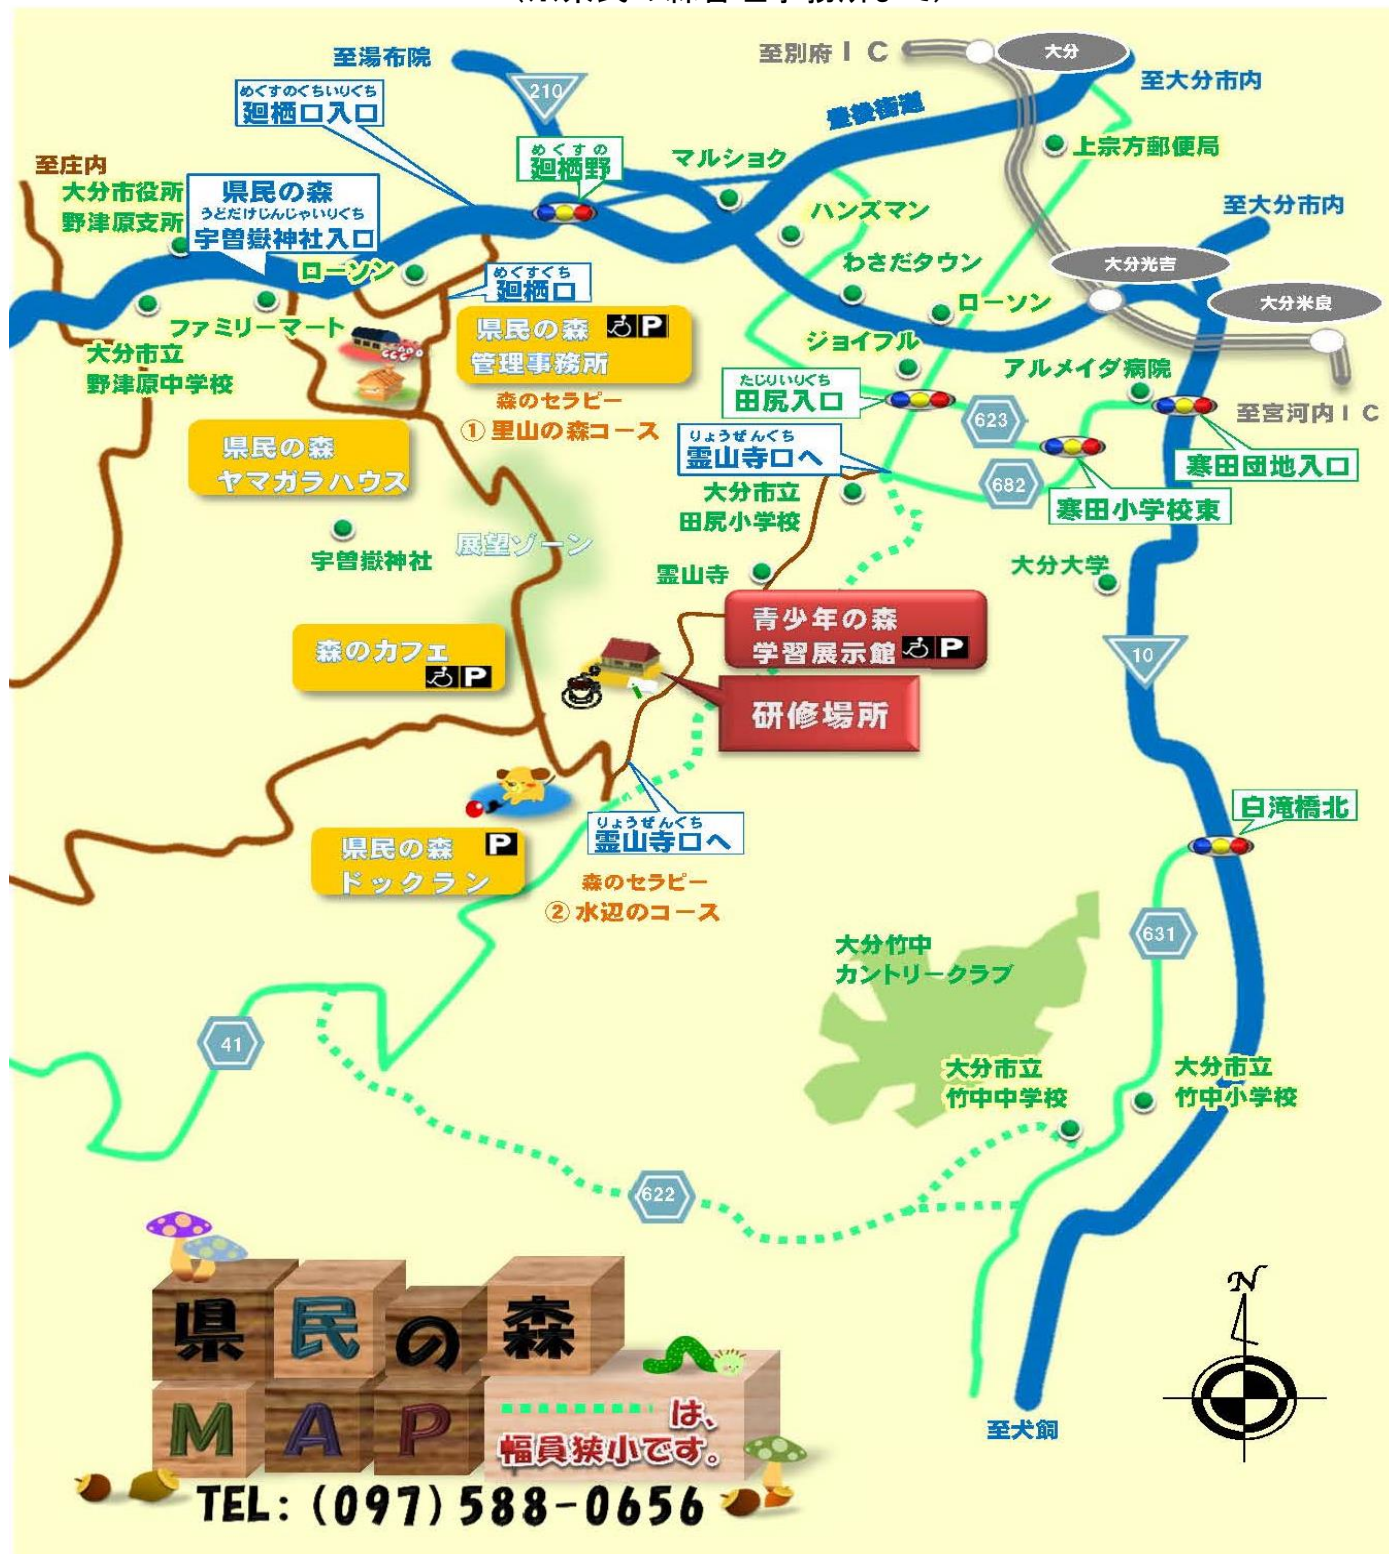 至湯布院
至別府ＩＣ
大分
至大分市内
210
めぐすのぐちいりぐち
廻栖口入口
豊後街道
めぐすの
廻栖野
マルショク
上宗方郵便局
至庄内
大分市役所
野津原支所
県民の森
うどだけじんじゃいりぐち
宇曽嶽神社入口
ハンズマン
至大分市内
わさだタウン
大分光吉
ローソン
めぐすぐち
廻栖口
ローソン
大分米良
ファミリーマート
大分市立
野津原中学校
県民の森 P
管理事務所
ジョイフル
アルメイダ病院
森のセラピー
①里山の森コース
たじりいりぐち
田尻入口
623
至宮河内ＩＣ
県民の森
ヤマガラハウス
りょうぜんぐち
霊山寺口へ
寒田団地入口
大分市立
田尻小学校
682
寒田小学校東
宇曽嶽神社
展望ゾーン
霊山寺
大分大学
青少年の森
学習展示館 P
森のカフェ
P
10
研修場所
白滝橋北
りょうぜんぐち
霊山寺口へ
県民の森 P
ドックラン
森のセラピー
②水辺のコース
631
大分竹中
カントリークラブ
41
大分市立
竹中中学校
大分市立
竹中小学校
622
N
県民の森
MAP
は、
幅員狭小です。
至犬飼
TEL:(097)588-0656